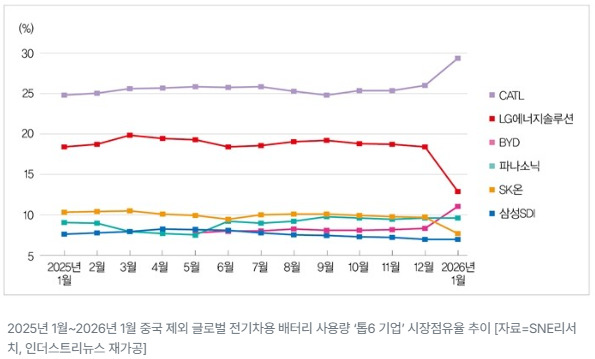 (%)
30
25
20
15
10
5
2025년 1월
2월
3월
4월
5월
6월
7월
8월
9월
10월
11월
12월
2026년 1월
CATL
LG에너지솔루션
BYD
파나소닉
SK온
삼성SDI
2025년 1월~2026년 1월 중국 제외 글로벌 전기차용 배터리 사용량 '톱6 기업' 시장점유율 추이 [자료=SNE리서
치, 인더스트리뉴스 재가공]